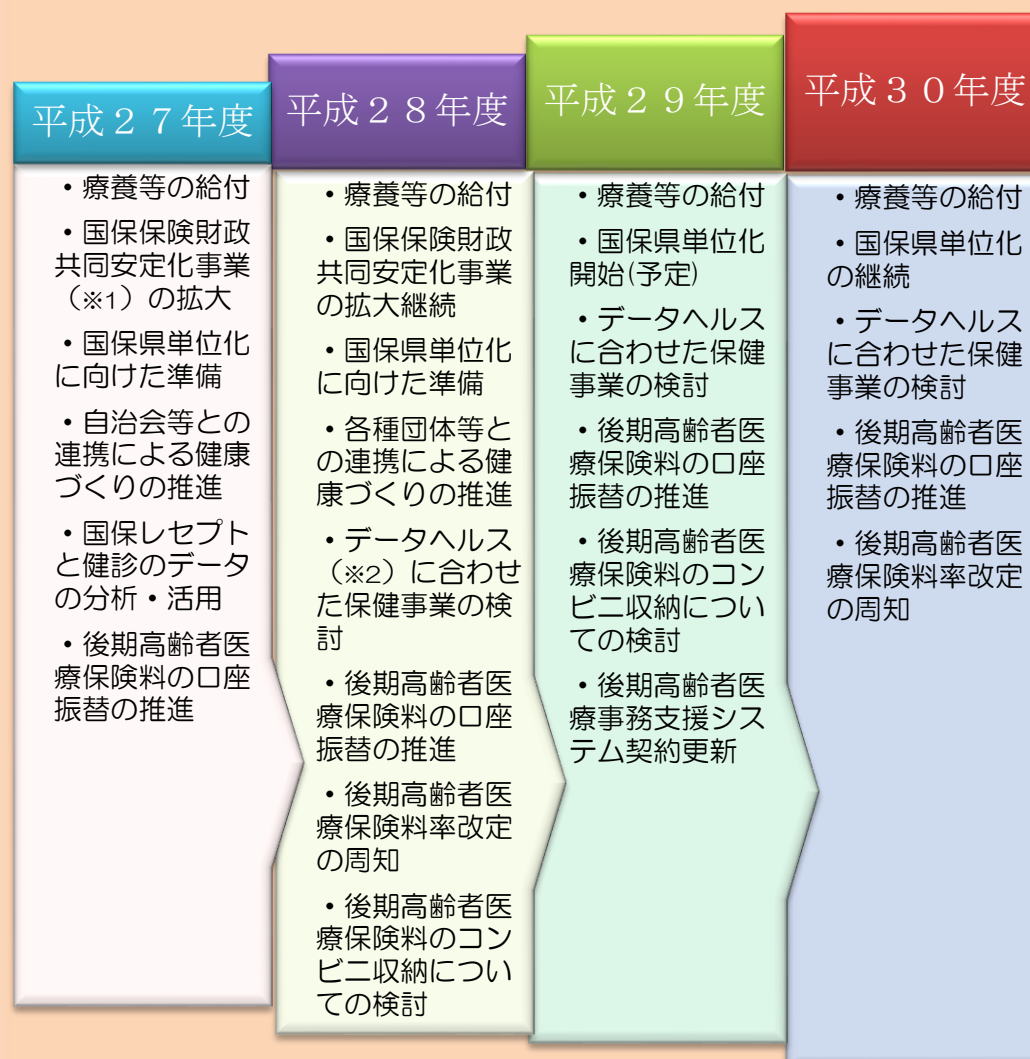 平成２７年度
・療養等の給付
・国保保険財政
共同安定化事業
（※1）の拡大
・国保県単位化
に向けた準備
・自治会等との
連携による健康
づくりの推進
・国保レセプト
と健診のデータ
の分析・活用
・後期高齢者医
療保険料の口座
振替の推進
平成２８年度
・療養等の給付
・国保保険財政
共同安定化事業
の拡大継続
・国保県単位化
に向けた準備
・各種団体等と
の連携による健
康づくりの推進
・データヘルス
（※2）に合わせ
た保健事業の検
討
・後期高齢者医
療保険料の口座
振替の推進
・後期高齢者医
療保険料率改定
の周知
・後期高齢者医
療保険料のコン
ビニ収納につい
ての検討
平成２９年度
・療養等の給付
・国保県単位化
開始(予定)
・データヘルス
に合わせた保健
事業の検討
・後期高齢者医
療保険料の口座
振替の推進
・後期高齢者医
療保険料のコン
ビニ収納につい
ての検討
・後期高齢者医
療事務支援シス
テム契約更新
平成３０年度
・療養等の給付
・国保県単位化
の継続
・データヘルス
に合わせた保健
事業の検討
・後期高齢者医
療保険料の口座
振替の推進
・後期高齢者医
療保険料率改定
の周知